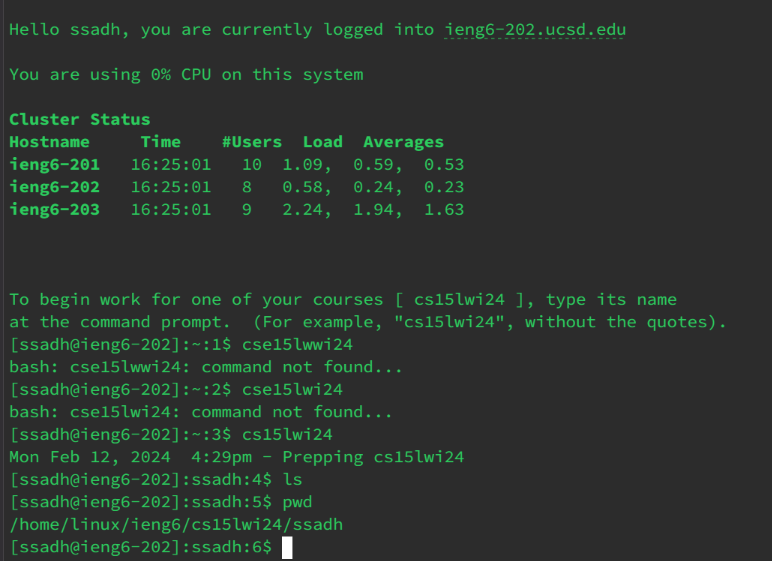 Hello ssadh, you are currently logged into ieng6-202.ucsd.edu
You are using 0% CPU on this system
Cluster Status
Hostname     Time    #Users  Load  Averages
ieng6-201   16:25:01   10  1.09,  0.59,  0.53
ieng6-202   16:25:01   8   0.58,  0.24,  0.23
ieng6-203   16:25:01   9   2.24,  1.94,  1.63
To begin work for one of your courses [ cs15lwi24 ], type its name
at the command prompt.  (For example, "cs15lwi24", without the quotes).
[ssadh@ieng6-202]:~:1$ cse15lwwi24
bash: cse15lwwi24: command not found...
[ssadh@ieng6-202]:~:2$ cse15lwi24
bash: cse15lwi24: command not found...
[ssadh@ieng6-202]:~:3$ cs15lwi24
Mon Feb 12, 2024  4:29pm - Prepping cs15lwi24
[ssadh@ieng6-202]:ssadh:4$ ls
[ssadh@ieng6-202]:ssadh:5$ pwd
/home/linux/ieng6/cs15lwi24/ssadh
[ssadh@ieng6-202]:ssadh:6$